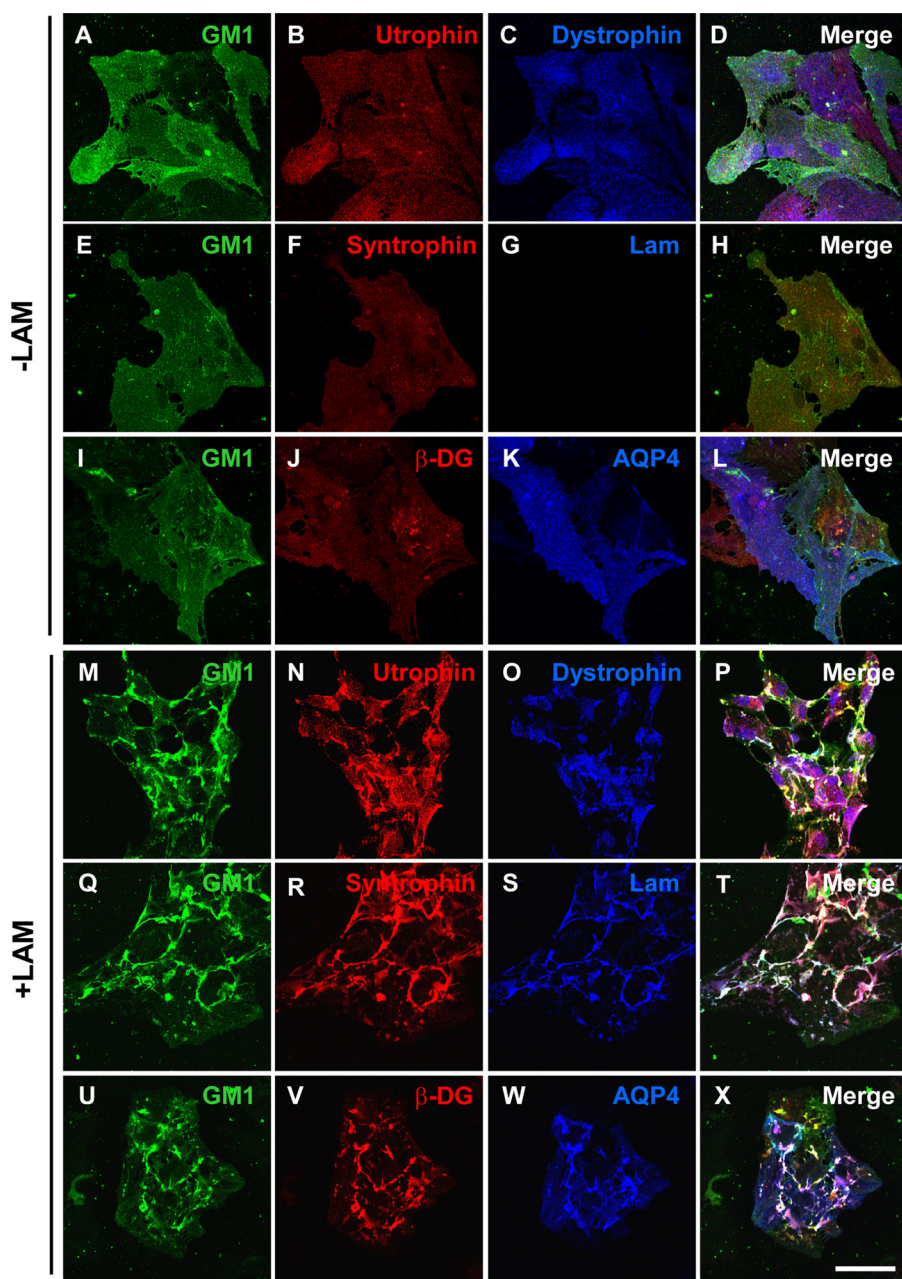 A GM1 B Utrophin C Dystrophin D Merge
E GM1 F Syntrophin G Lam H Merge
-LAM
I GM1 J β-DG K AQP4 L Merge
M GM1 N Utrophin O Dystrophin P Merge
Q GM1 R Syntrophin S Lam T Merge
+LAM
U GM1 V β-DG W AQP4 X Merge